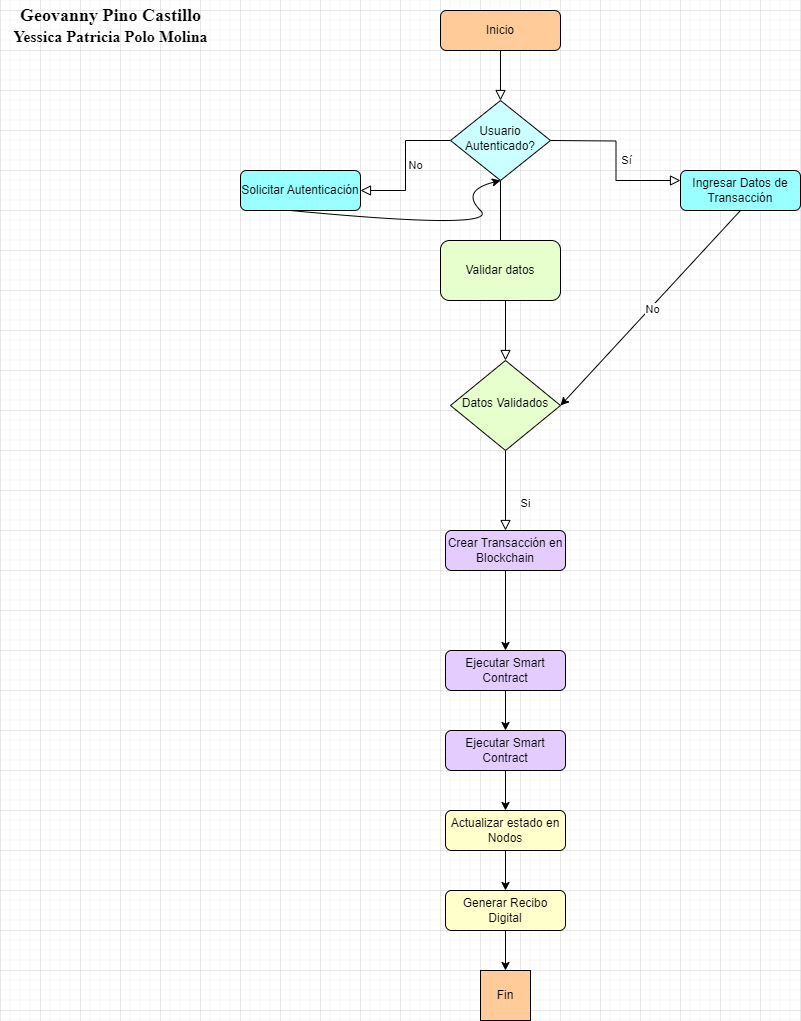 Geovanny Pino Castillo
Yessica Patricia Polo Molina
Inicio
Usuario
Autenticado?
No
Sí
Solicitar Autenticación
Ingresar Datos de
Transacción
Validar datos
No
Datos Validados
Si
Crear Transacción en
Blockchain
Ejecutar Smart
Contract
Ejecutar Smart
Contract
Actualizar estado en
Nodos
Generar Recibo
Digital
Fin